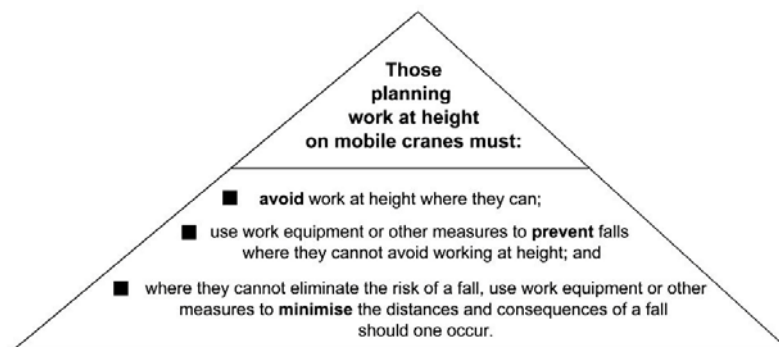 Those
planning
work at height
on mobile cranes must:
■ avoid work at height where they can;
■ use work equipment or other measures to prevent falls
where they cannot avoid working at height; and
■ where they cannot eliminate the risk of a fall, use work equipment or other
measures to minimise the distances and consequences of a fall
should one occur.